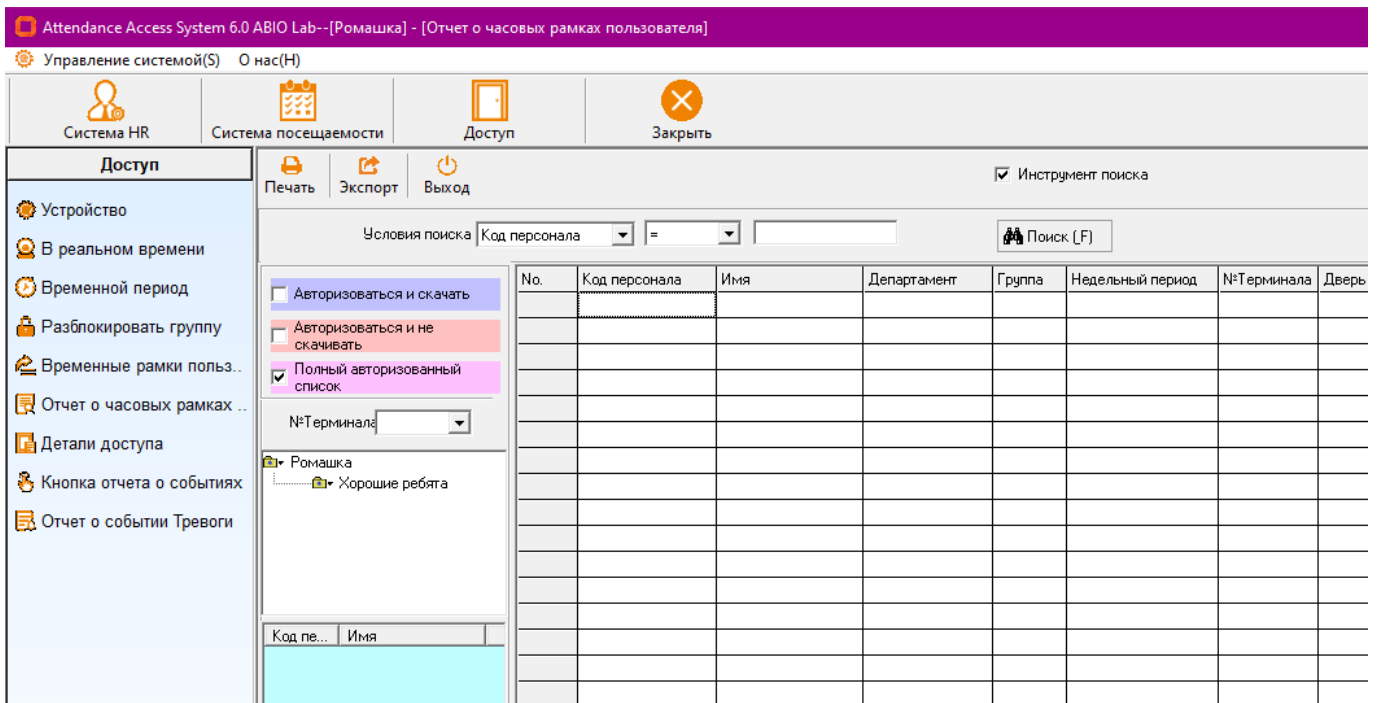 Attendance Access System 6.0 ABIO Lab--[Ромашка] - [Отчет о часовых рамках пользователя]
Управление системой(S) О нас(H)
Система HR Система посещаемости Доступ Закрыть
Доступ
Устройство
В реальном времени
Временной период
Разблокировать группу
Временные рамки польз..
Отчет о часовых рамках ..
Детали доступа
Кнопка отчета о событиях
Отчет о событии Тревоги
Печать Экспорт Выход
Инструмент поиска
Условия поиска Код персонала = Поиск (_F)
Авторизоваться и скачать
Авторизоваться и не
скачивать
Полный авторизованный
список
№Терминала
Ромашка
Хорошие ребята
Код пе... Имя
No. Код персонала Имя Департамент Группа Недельный период №Терминала Дверь